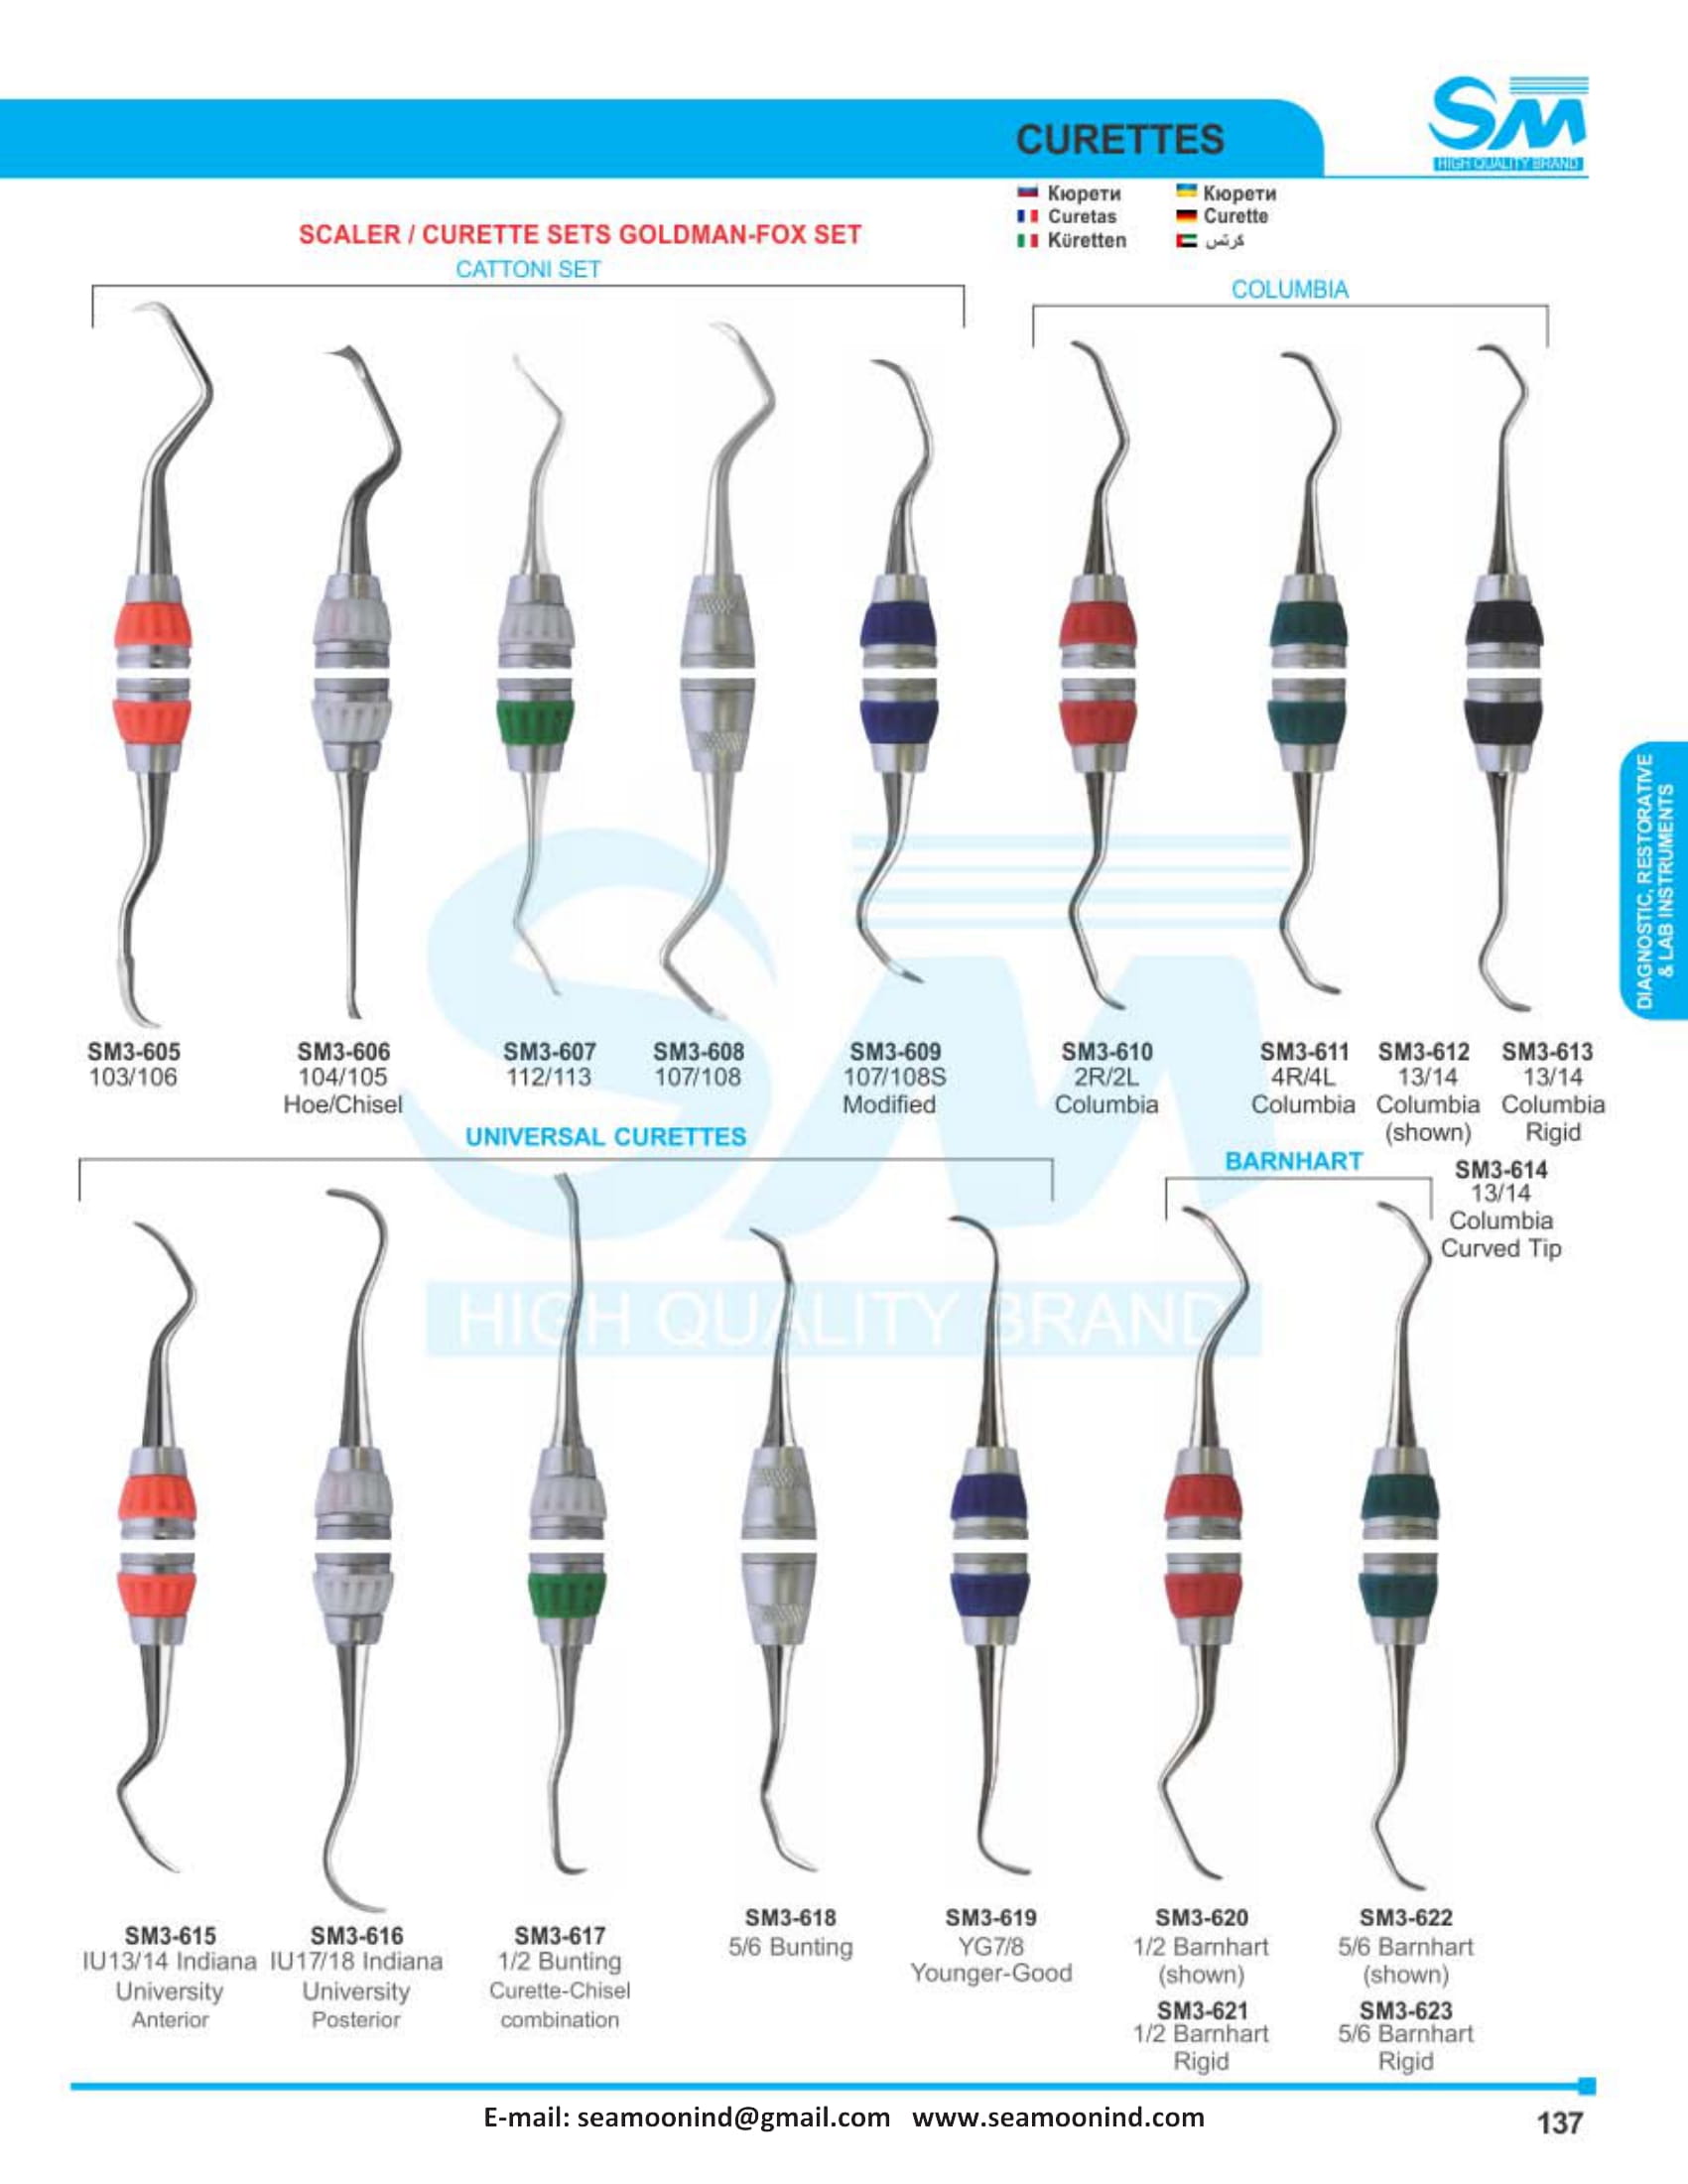 SM
HIGH QUALITY BRAND
CURETTES
Кюрети
Curetas
Küretten
Кюрети
Curette
كرتس
SCALER / CURETTE SETS GOLDMAN-FOX SET
CATTONI SET
COLUMBIA
DIAGNOSTIC, RESTORATIVE
& LAB INSTRUMENTS
SM3-605
103/106
SM3-606
104/105
Hoe/Chisel
SM3-607
112/113
SM3-608
107/108
SM3-609
107/108S
Modified
SM3-610
2R/2L
Columbia
SM3-611
4R/4L
Columbia
SM3-612
13/14
Columbia
(shown)
SM3-613
13/14
Columbia
Rigid
SM3-614
13/14
Columbia
Curved Tip
UNIVERSAL CURETTES
BARNHART
SM
HIGH QUALITY BRAND
SM3-615
IU13/14 Indiana
University
Anterior
SM3-616
IU17/18 Indiana
University
Posterior
SM3-617
1/2 Bunting
Curette-Chisel
combination
SM3-618
5/6 Bunting
SM3-619
YG7/8
Younger-Good
SM3-620
1/2 Barnhart
(shown)
SM3-621
1/2 Barnhart
Rigid
SM3-622
5/6 Barnhart
(shown)
SM3-623
5/6 Barnhart
Rigid
E-mail: seamoonind@gmail.com www.seamoonind.com
137